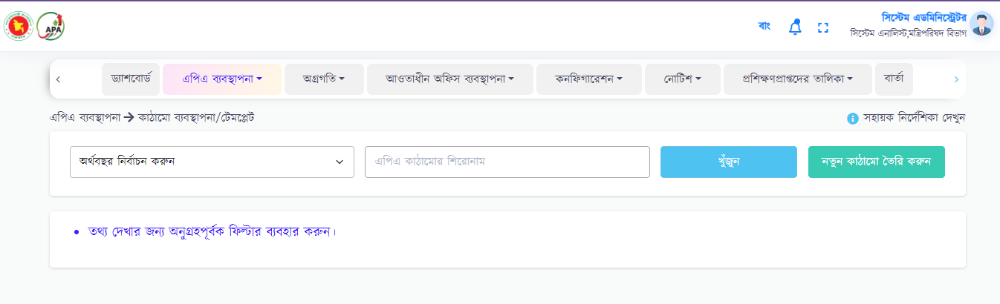 APA
বাং
সিস্টেম এডমিনিস্ট্রেটর
সিস্টেম এনালিস্ট,মন্ত্রিপরিষদ বিভাগ
ড্যাশবোর্ড এপিএ ব্যবস্থাপনা অগ্রগতি আওতাধীন অফিস ব্যবস্থাপনা কনফিগারেশন নোটিশ প্রশিক্ষণপ্রাপ্তদের তালিকা বার্তা
এপিএ ব্যবস্থাপনা → কাঠামো ব্যবস্থাপনা/টেমপ্লেট
সহায়ক নির্দেশিকা দেখুন
অর্থবছর নির্বাচন করুন এপিএ কাঠামোর শিরোনাম খুঁজুন নতুন কাঠামো তৈরি করুন
• তথ্য দেখার জন্য অনুগ্রহপূর্বক ফিল্টার ব্যবহার করুন।